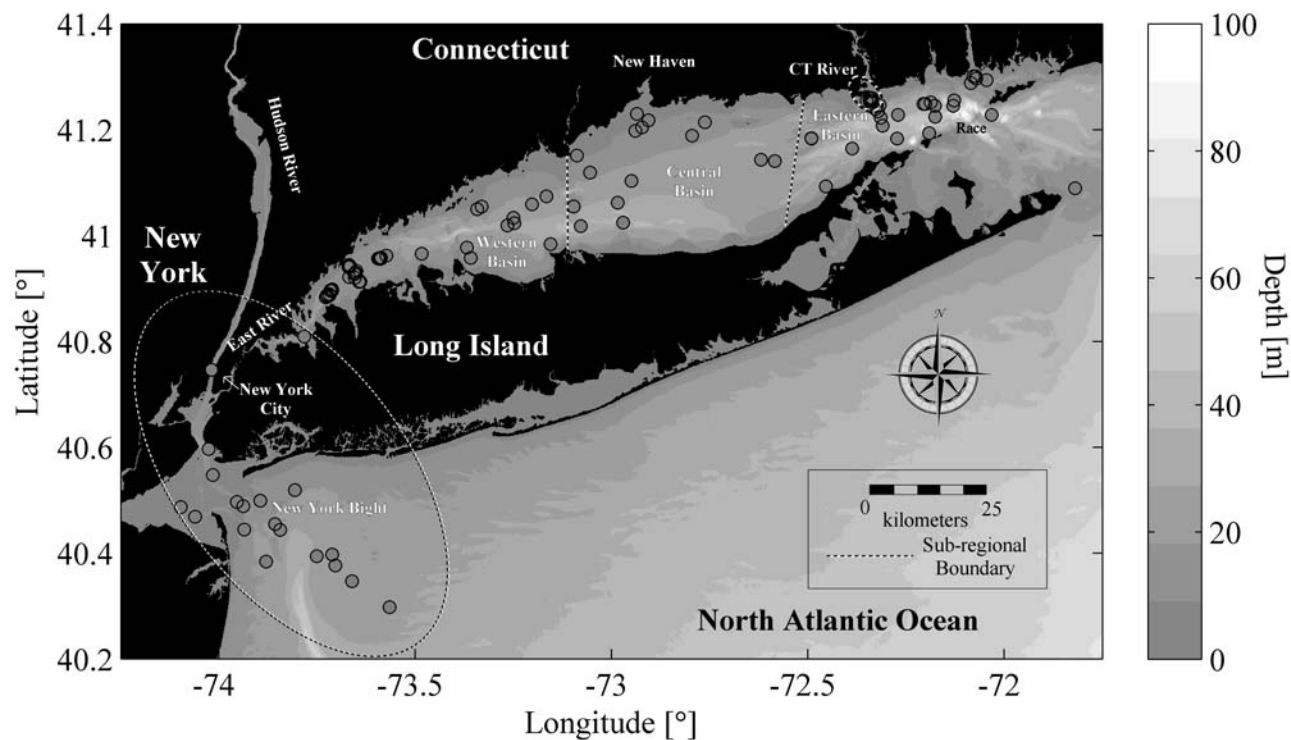 41.4
41.2
41
40.8
40.6
40.4
40.2
Latitude [°]
-74
-73.5
-73
-72.5
-72
Longitude [°]
Connecticut
New Haven
CT River
Hudson River
Eastern
Basin
Race
Central
Basin
Western
Basin
New
York
East River
Long Island
New York
City
New York Bight
N
0
25
kilometers
Sub-regional
Boundary
North Atlantic Ocean
100
80
60
40
20
0
Depth [m]